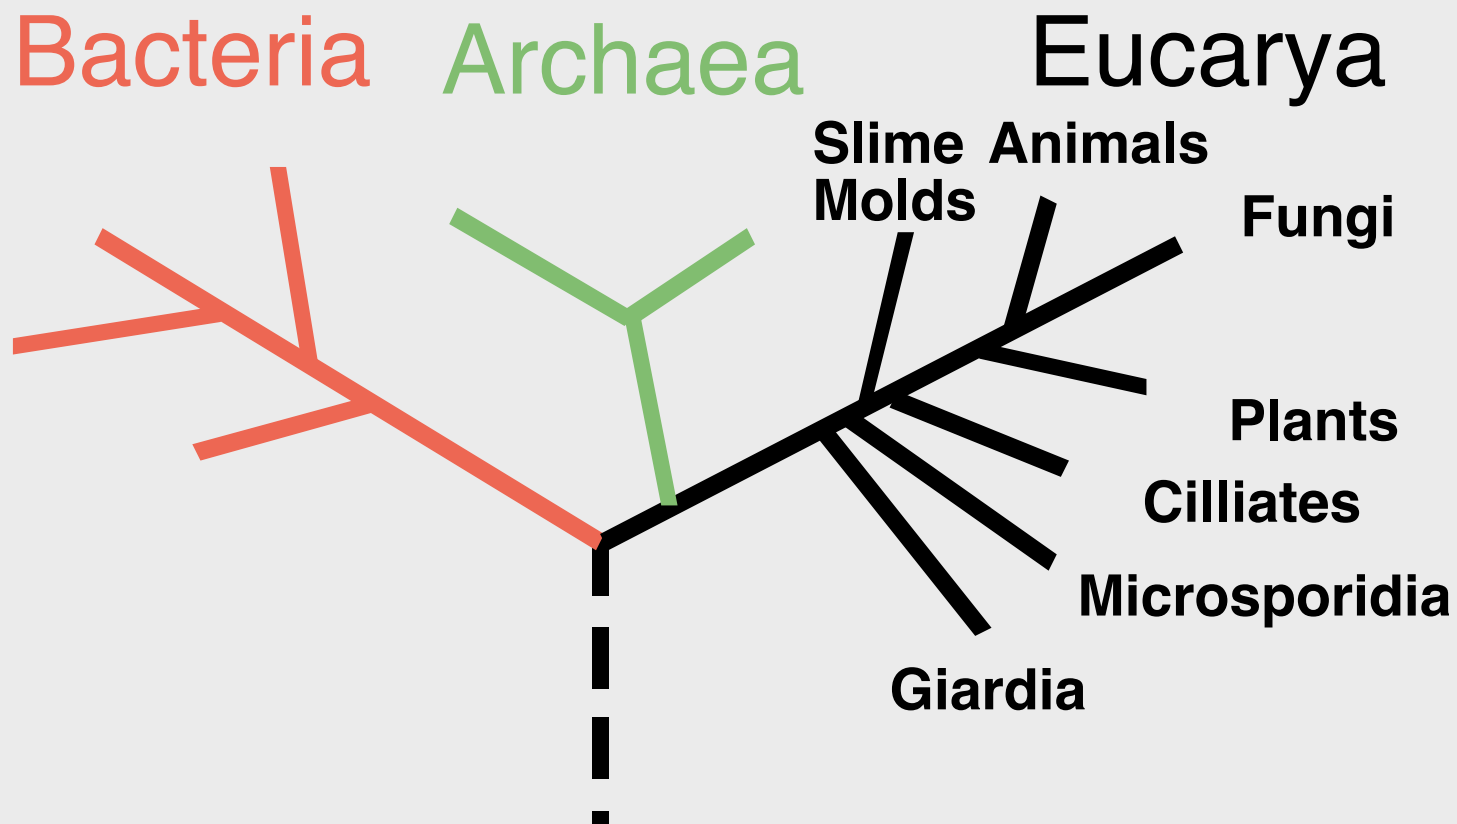 Bacteria
Archaea
Eucarya
Slime
Molds
Animals
Fungi
Plants
Cilliates
Microsporidia
Giardia